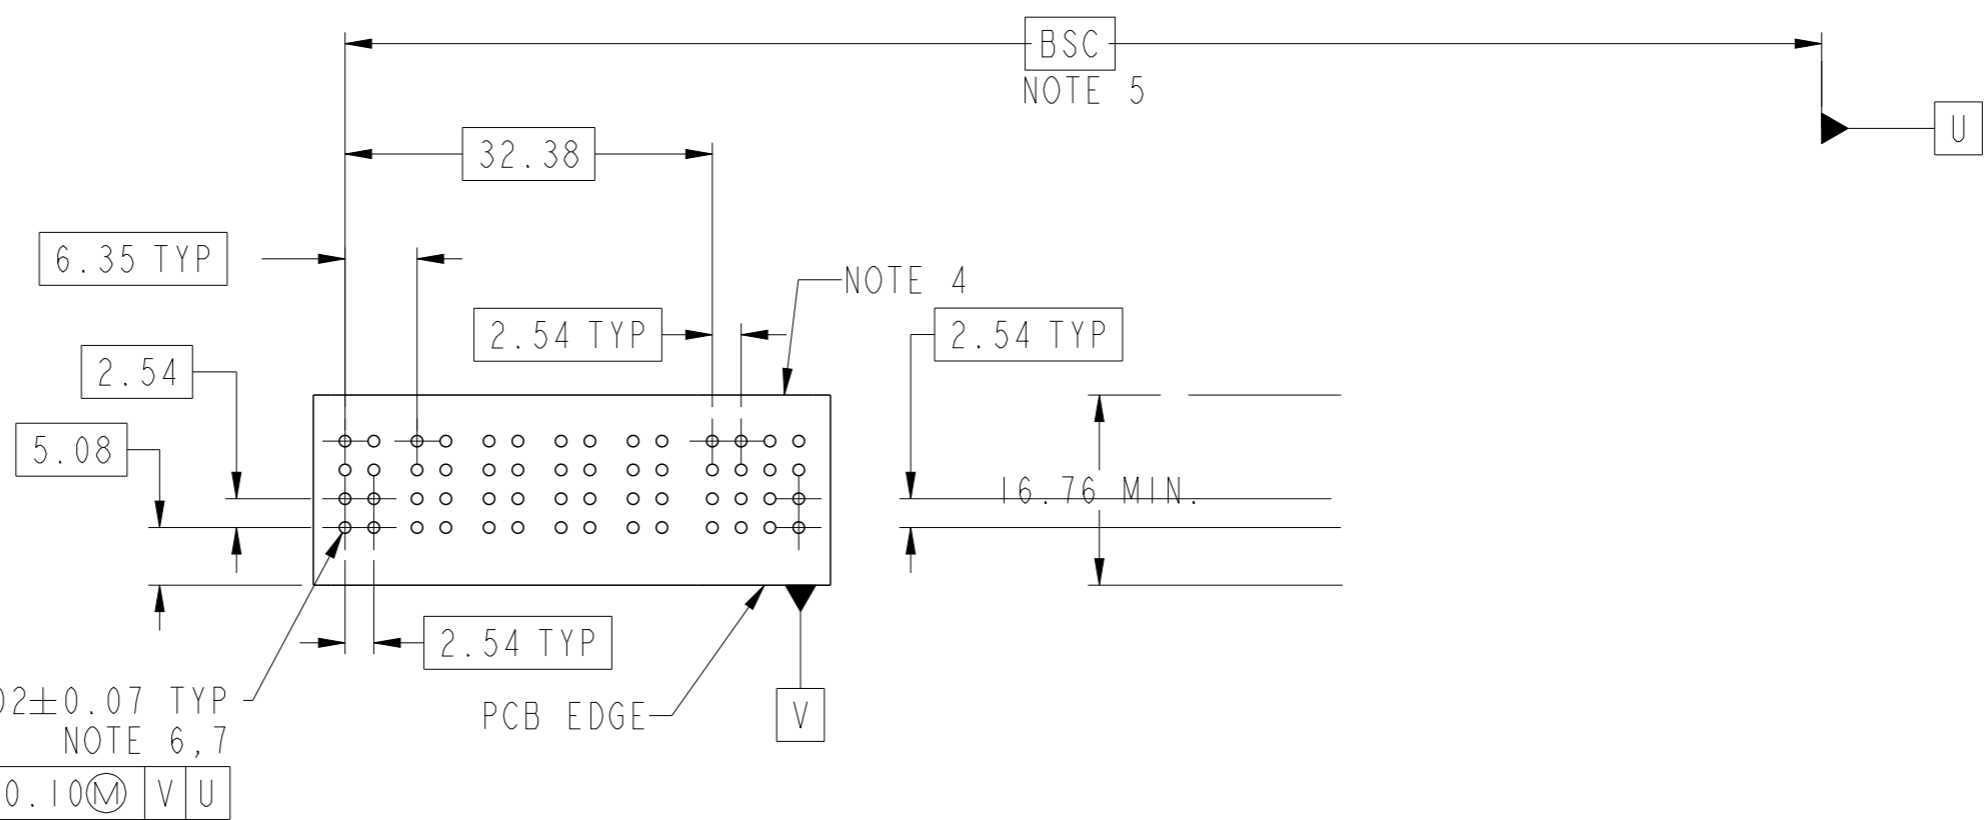 BSC
NOTE 5
U
32.38
6.35 TYP
NOTE 4
2.54 TYP
2.54 TYP
2.54
5.08
16.76 MIN.
2.54 TYP
02±0.07 TYP
NOTE 6,7
PCB EDGE
V
0.10Ⓜ V U